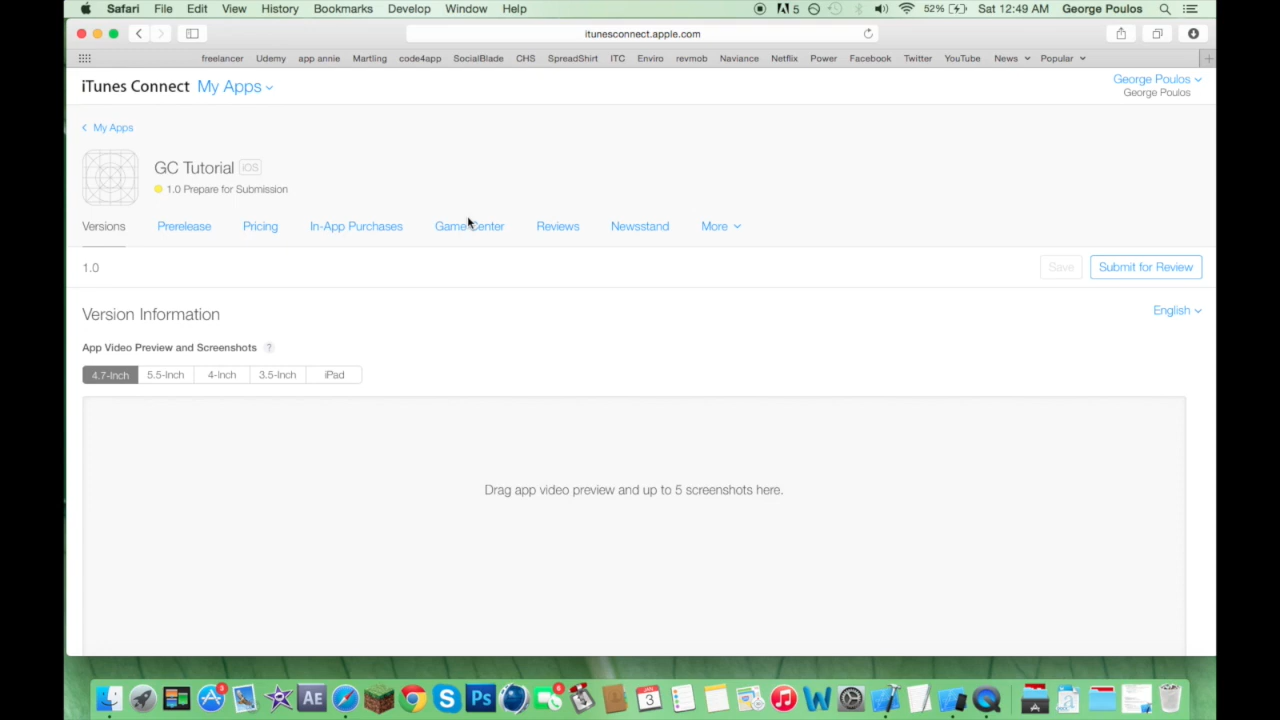 Safari File Edit View History Bookmarks Develop Window Help 5 52% Sat 12:49 AM George Poulos
itunesconnect.apple.com
freelancer Udemy app annie Martling code4app SocialBlade CHS SpreadShirt ITC Enviro revmob Naviance Netflix Power Facebook Twitter YouTube News Popular
iTunes Connect My Apps George Poulos
George Poulos
My Apps
GC Tutorial iOS
1.0 Prepare for Submission
Versions Prerelease Pricing In-App Purchases Game Center Reviews Newsstand More
1.0 Save Submit for Review
Version Information English
App Video Preview and Screenshots ?
4.7-Inch 5.5-Inch 4-Inch 3.5-Inch iPad
Drag app video preview and up to 5 screenshots here.
AE Ps 3 W